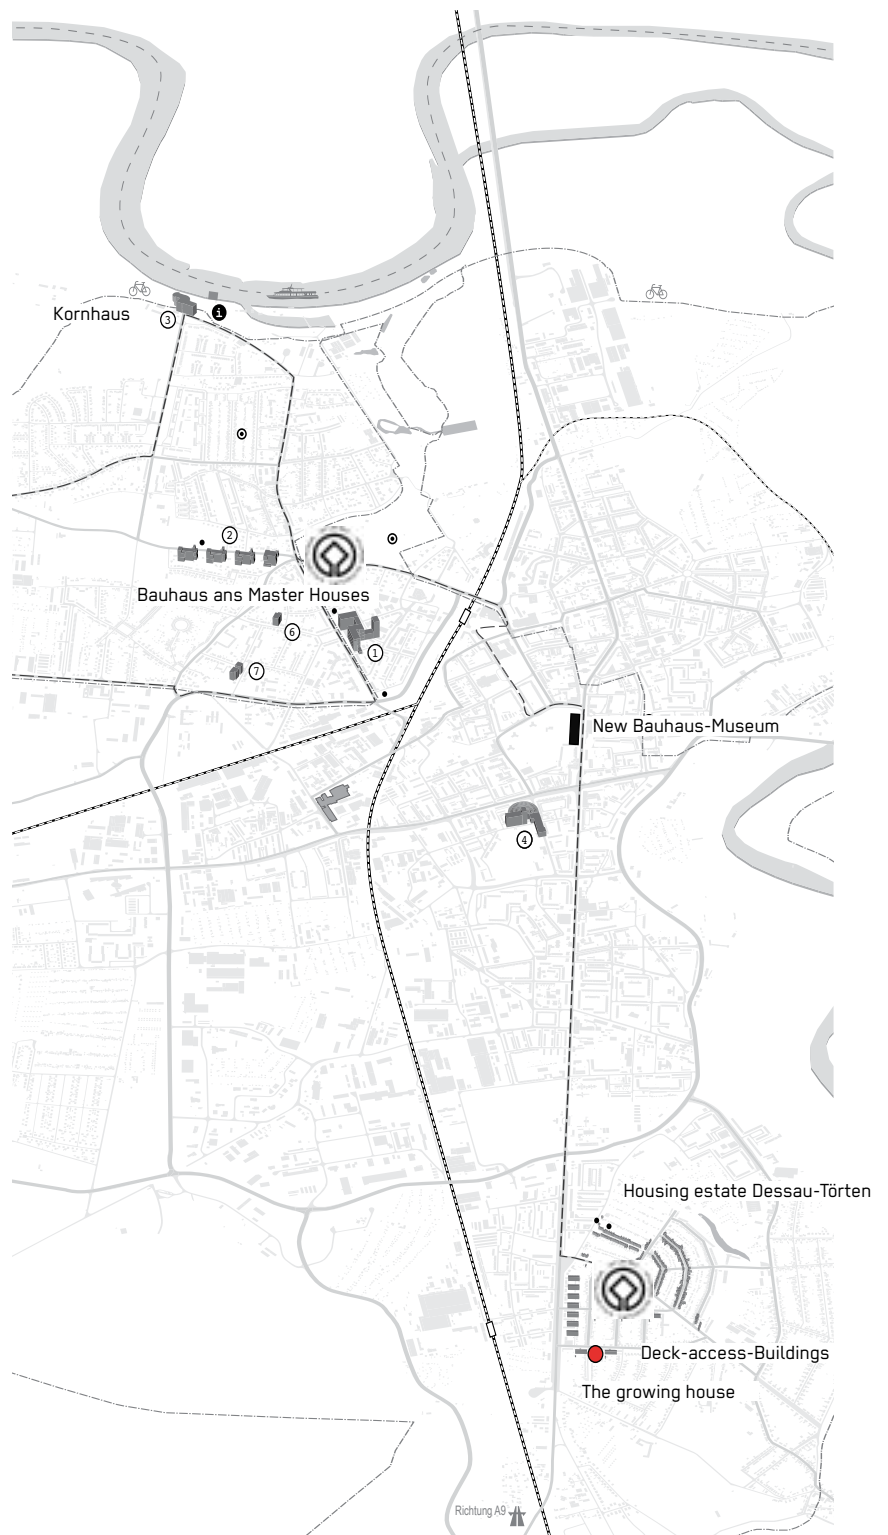 Kornhaus
3
i
2
Bauhaus ans Master Houses
6
1
7
New Bauhaus-Museum
4
Housing estate Dessau-Törten
Deck-access-Buildings
The growing house
Richtung A9